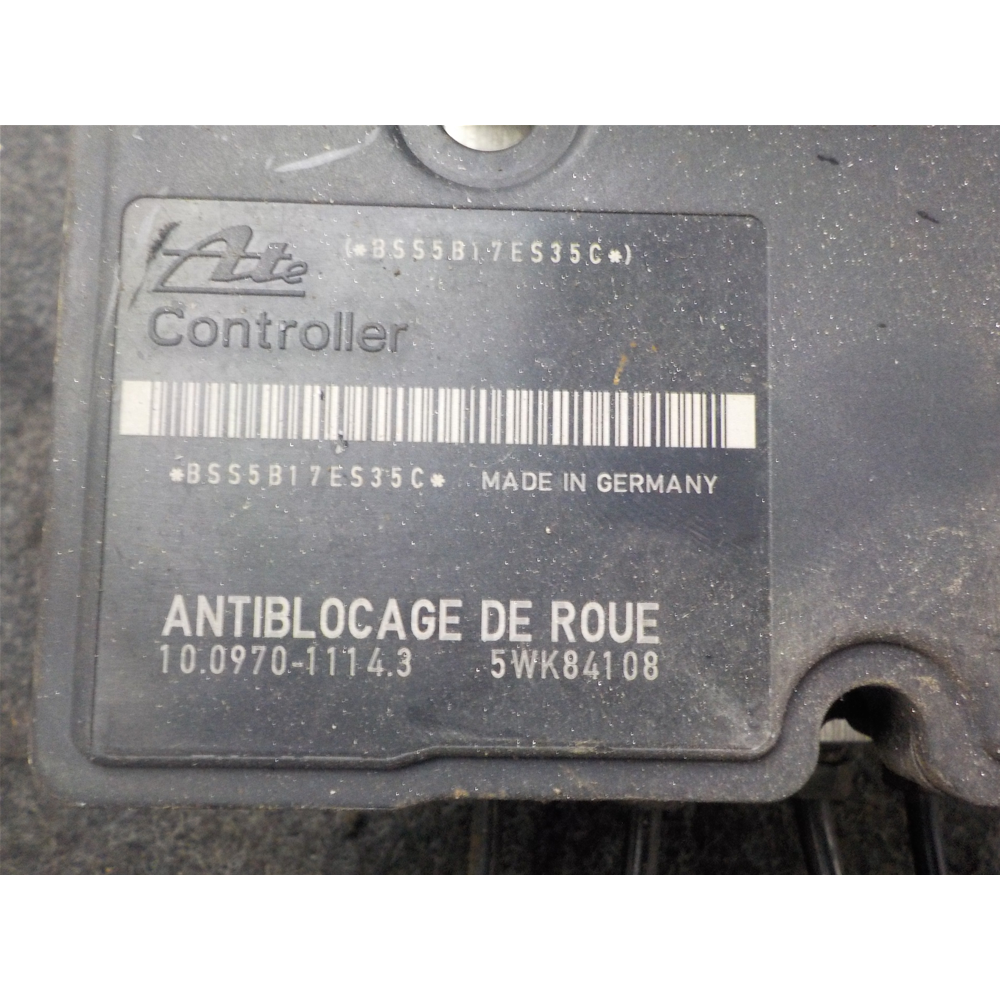 Ate (*BSS5B17ES35C*)
Controller
*BSS5B17ES35C* MADE IN GERMANY
ANTIBLOCAGE DE ROUE
10.0970-1114.3 5WK84108